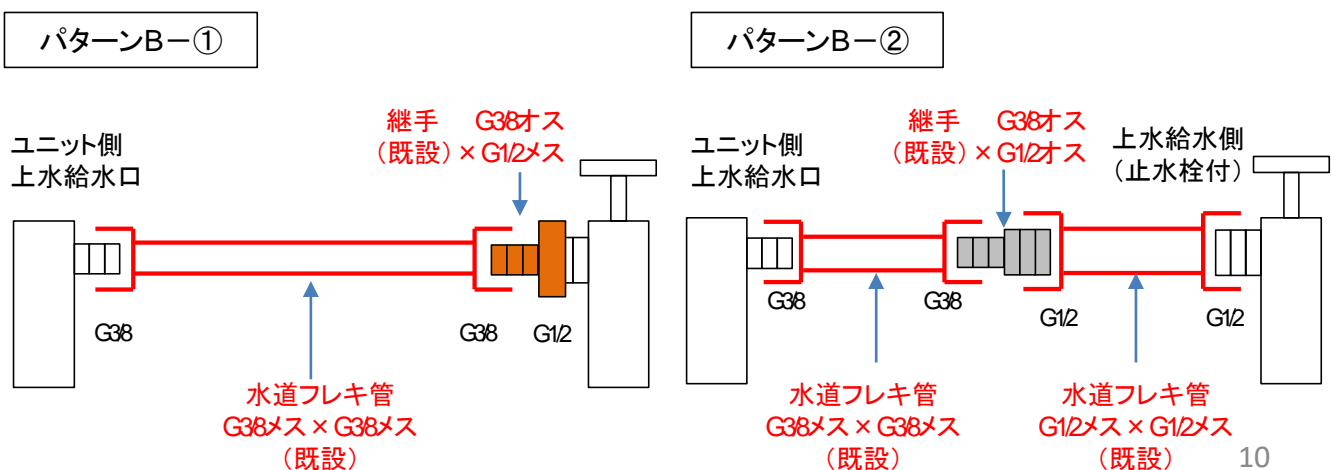 パターンB－①
継手　G3/8オス
（既設）×G1/2メス
ユニット側
上水給水口
G3/8
G3/8
G1/2
水道フレキ管
G3/8メス×G3/8メス
（既設）
パターンB－②
継手　G3/8オス
（既設）×G1/2オス
ユニット側
上水給水口
上水給水側
（止水栓付）
G3/8
G3/8
G1/2
G1/2
水道フレキ管
G3/8メス×G3/8メス
（既設）
水道フレキ管
G1/2メス×G1/2メス
（既設）
10